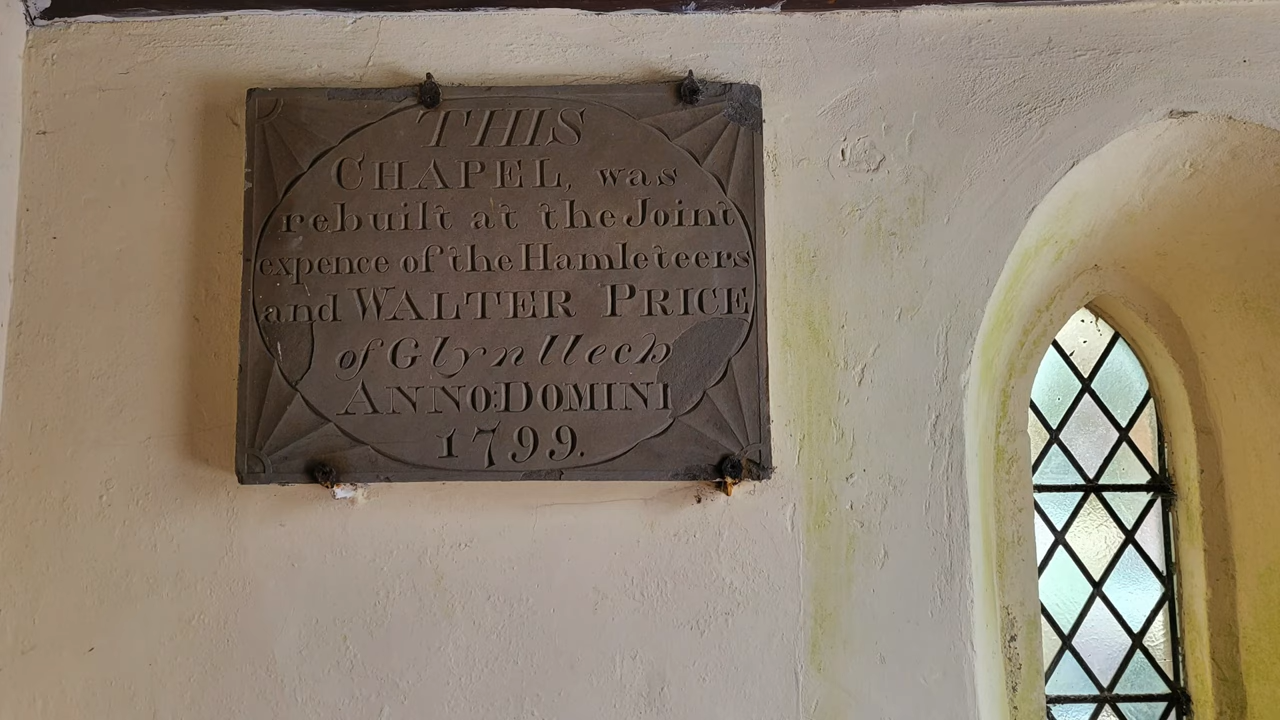 THIS
CHAPEL, was
rebuilt at the Joint
expence of the Hamleteers
and WALTER PRICE
of Glynllech
ANNO:DOMINI
1799.